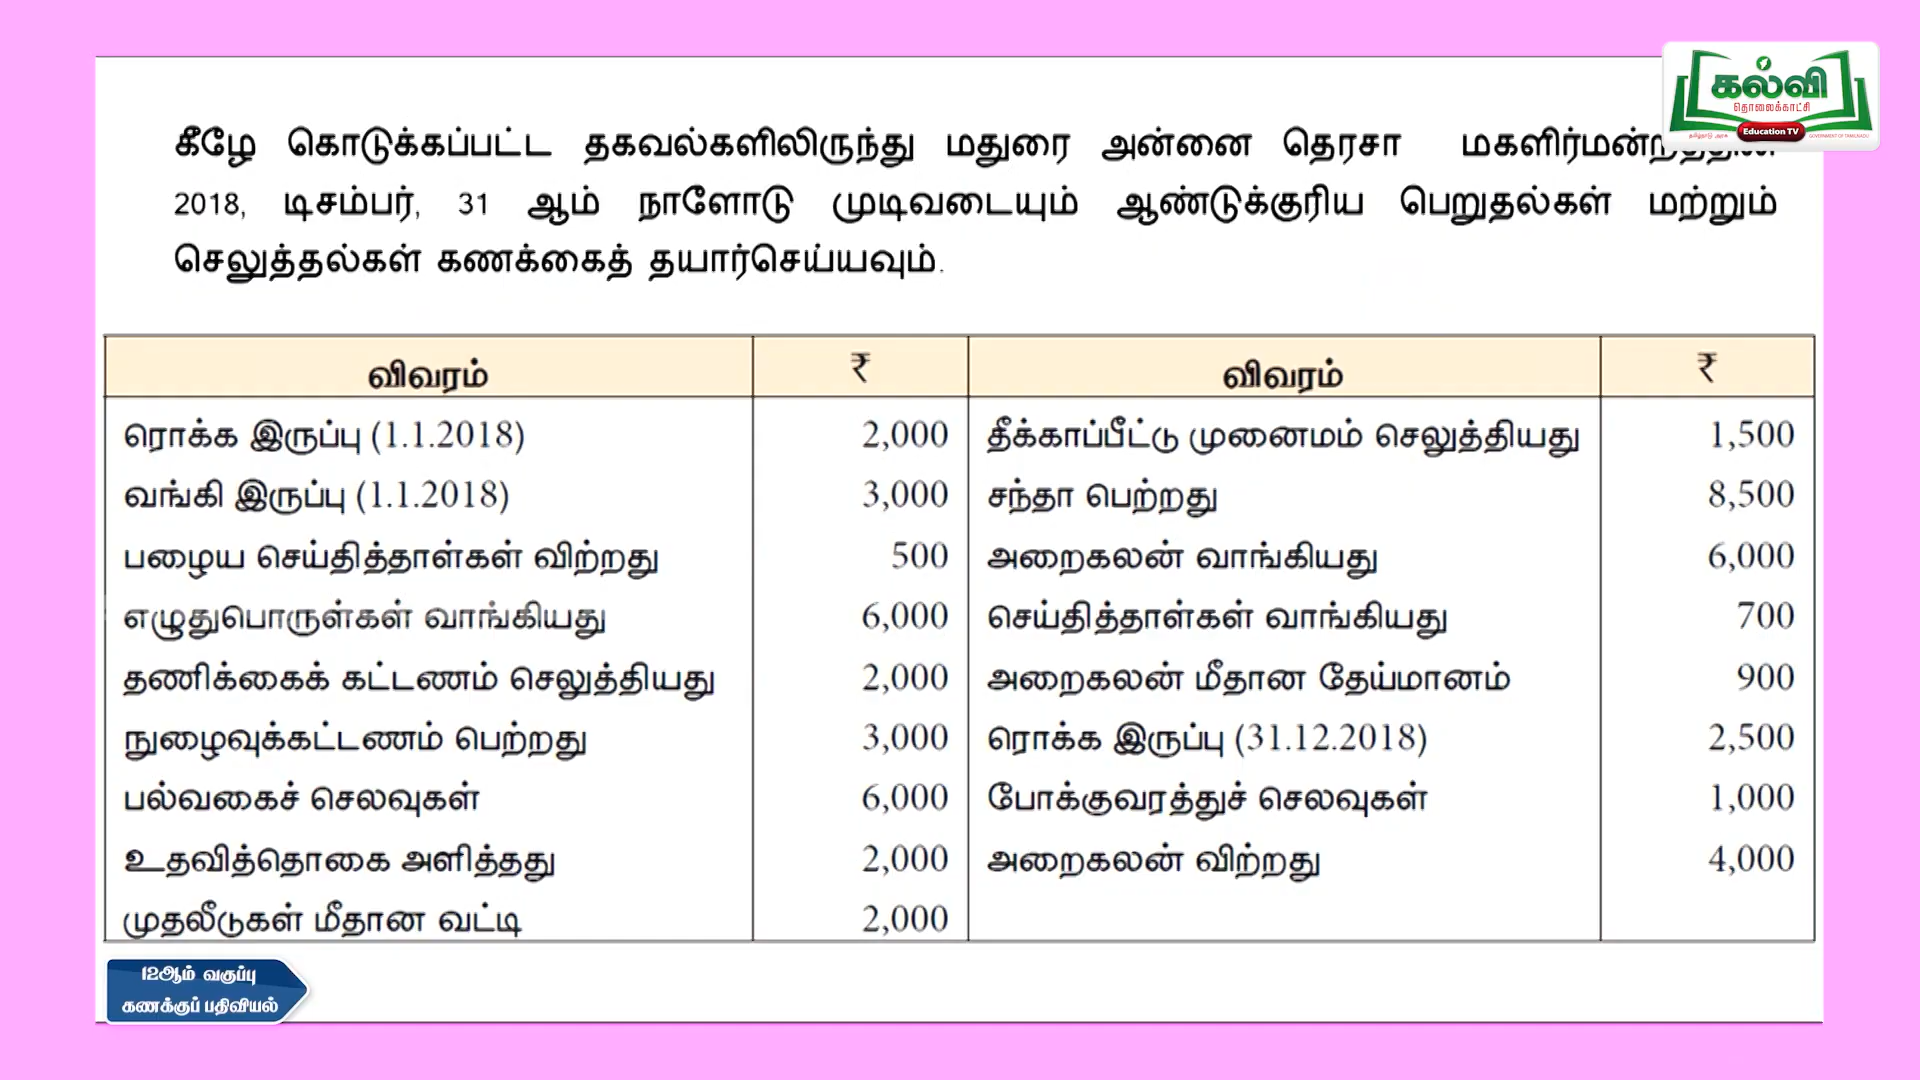 கல்வி
தொலைக்காட்சி
தமிழ்நாடு அரசு
Education TV
GOVERNMENT OF TAMILNADU
கீழே கொடுக்கப்பட்ட தகவல்களிலிருந்து மதுரை அன்னை தெரசா
2018, டிசம்பர், 31 ஆம் நாளோடு முடிவடையும் ஆண்டுக்குரிய பெறுதல்கள் மற்றும்
செலுத்தல்கள் கணக்கைத் தயார்செய்யவும்.
விவரம் ₹ விவரம் ₹
ரொக்க இருப்பு (1.1.2018) 2,000 தீக்காப்பீட்டு முனைமம் செலுத்தியது 1,500
வங்கி இருப்பு (1.1.2018) 3,000 சந்தா பெற்றது 8,500
பழைய செய்தித்தாள்கள் விற்றது 500 அறைகலன் வாங்கியது 6,000
எழுதுபொருள்கள் வாங்கியது 6,000 செய்தித்தாள்கள் வாங்கியது 700
தணிக்கைக் கட்டணம் செலுத்தியது 2,000 அறைகலன் மீதான தேய்மானம் 900
நுழைவுக்கட்டணம் பெற்றது 3,000 ரொக்க இருப்பு (31.12.2018) 2,500
பல்வகைச் செலவுகள் 6,000 போக்குவரத்துச் செலவுகள் 1,000
உதவித்தொகை அளித்தது 2,000 அறைகலன் விற்றது 4,000
முதலீடுகள் மீதான வட்டி 2,000
12ஆம் வகுப்பு
கணக்குப் பதிவியல்